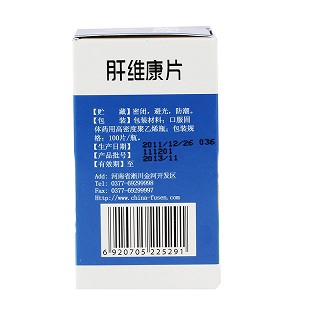 肝维康片
【贮    藏】密闭，避光，防潮。
【包    装】包装材料：口服固
体药用高密度聚乙烯瓶。包装规
格：100片/瓶。
【生产日期】2011/12/26 036
【产品批号】111201
【有效期】至 2013/11
Add: 河南省淅川金河开发区
Tel: 0377-69299998
Fax: 0377-69299997
Http://www.china-fusen.com
6 920705 225291